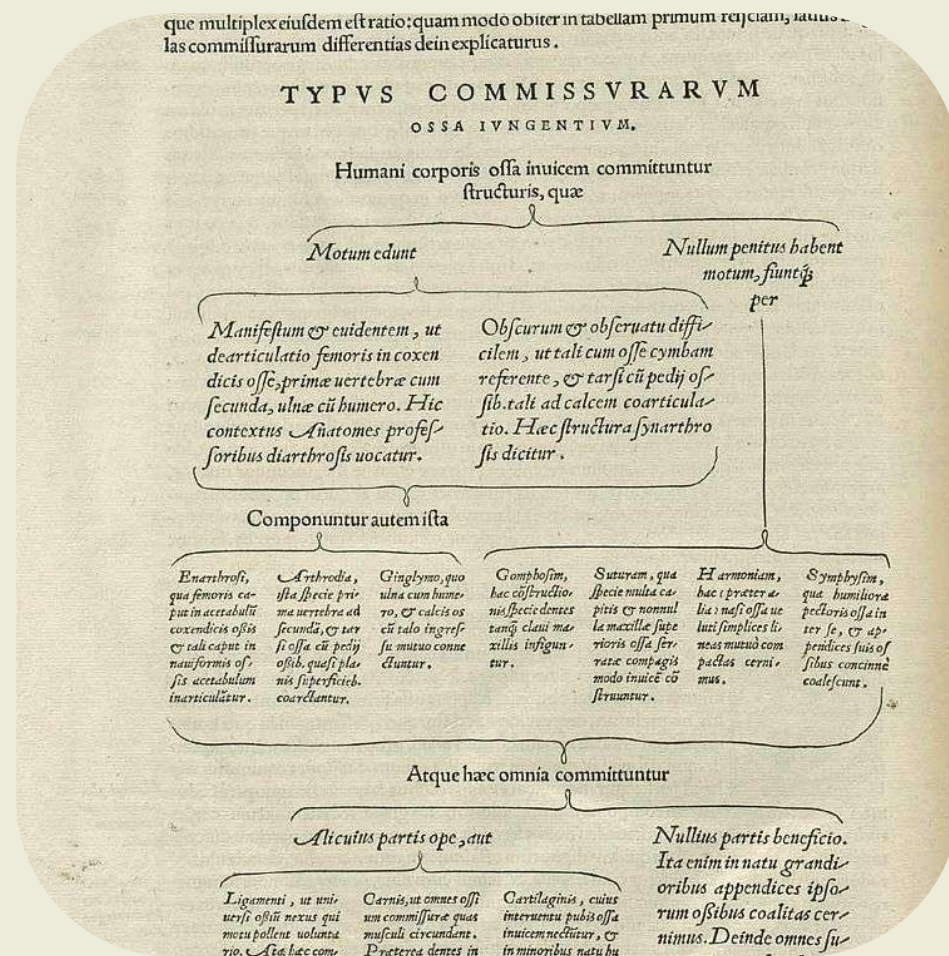 que multiplex eiuſdem eſt ratio: quam modo obiter in tabellam primum reijciam, latius
las commiſſurarum differentias dein explicaturus.
TYPVS COMMISSVRARVM
OSSA IVNGENTIVM.
Humani corporis oſſa inuicem committuntur
ſtructuris, quæ
Motum edunt
Nullum penitus habent
motum, fiuntq́ʒ
per
Manifeſtum & euidentem, ut
dearticulatio femoris in coxen
dicis oſſe, primæ uertebræ cum
ſecunda, ulnæ cũ humero. Hic
contextus Añatomes profeſ-
ſoribus diarthroſis uocatur.
Obſcurum & obſeruatu diffi-
cilem, ut tali cum oſſe cymbam
referente, & tarſi cũ pedij oſ-
ſib. tali ad calcem coarticula-
tio. Hæc ſtructura ſynarthro
ſis dicitur.
Componuntur autem iſta
Enarthroſi,
qua femoris ca-
put in acetabulũ
coxendicis oßis
& tali caput in
nauiformis oſ-
ſis acetabulum
inarticulãtur.
Arthrodia,
iſta ſpecie pri-
ma uertebra ad
ſecundã, & tar
ſi oſſa cũ pedij
oßib. quaſi pla-
nis ſuperficieb.
coarctantur.
Ginglymo, quo
ulna cum hume-
ro, & calcis os
cũ talo ingreſ-
ſu mutuo conne
ctuntur.
Gomphoſim,
hac cõſtructio-
nis ſpecie dentes
tanq̃ claui ma-
xillis infigun-
tur.
Suturam, qua
ſpecie multa ca-
pitis & nonnul
la maxillæ ſupe
rioris oſſa ſer-
ratæ compagis
modo inuicẽ cõ
ſtruuntur.
Harmoniam,
hac præter a-
lia naſi oſſa ue
luti ſimplices li-
neas mutuò com
pactas cerni-
mus.
Symphyſim,
qua humiliora
pectoris oſſa in
ter ſe, & ap-
pendices ſuis oſ
ſibus concinnè
coaleſcunt.
Atque hæc omnia committuntur
Alicuius partis ope, aut
Nullius partis beneficio.
Ita enim in natu grandi-
oribus appendices ipſo-
rum oßibus coalitas cer-
nimus. Deinde omnes ſu-
Ligamenti, ut uni-
uerſi oßiũ nexus qui
motu pollent uolunta
rio. Ad hæc com-
Carnis, ut omnes oſſi
um commiſſuræ quas
muſculi circundant.
Præterea dentes in
Cartilaginis, cuius
interuentu pubis oſſa
inuicem nectũtur, &
in minoribus natu hu